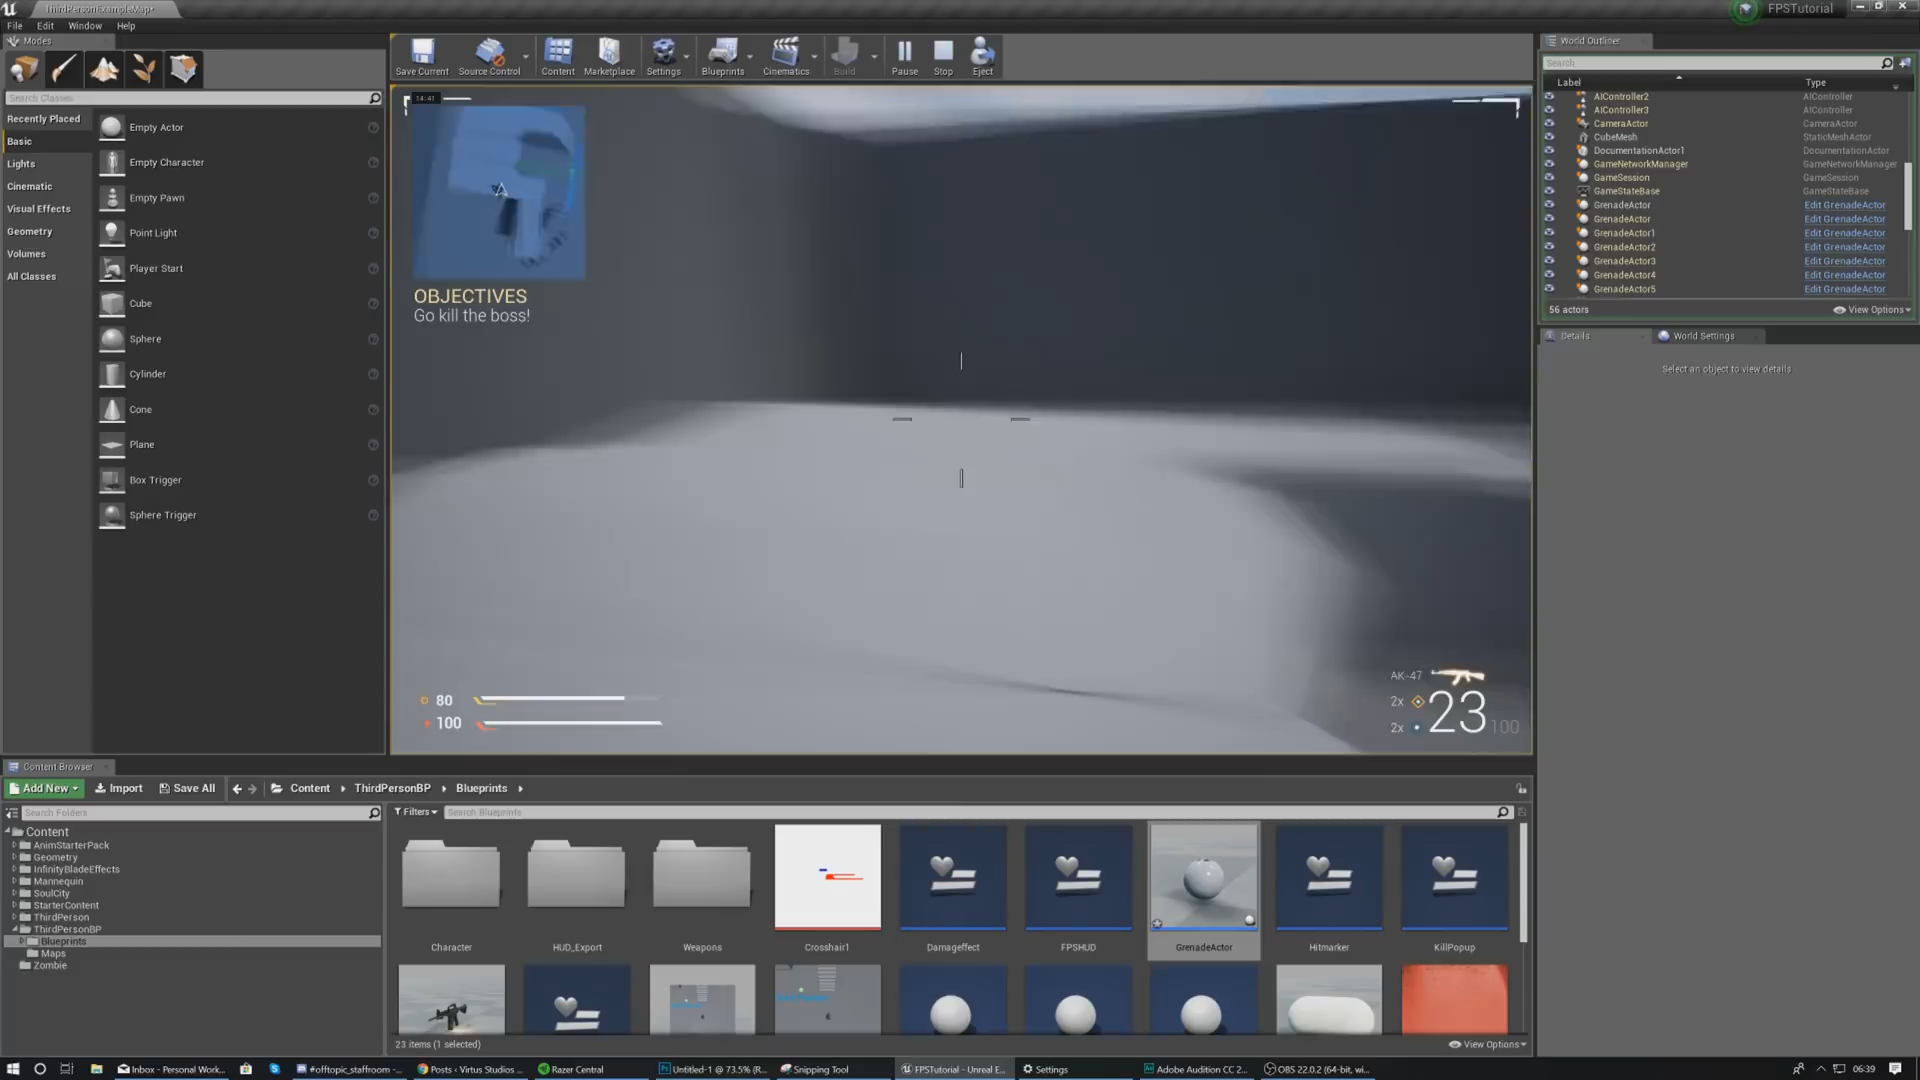 ThirdPersonExampleMap*
FPSTutorial
File Edit Window Help
Modes
Search Classes
Recently Placed
Basic
Lights
Cinematic
Visual Effects
Geometry
Volumes
All Classes
Empty Actor
Empty Character
Empty Pawn
Point Light
Player Start
Cube
Sphere
Cylinder
Cone
Plane
Box Trigger
Sphere Trigger
Save Current Source Control Content Marketplace Settings Blueprints Cinematics Build Pause Stop Eject
14:41
OBJECTIVES
Go kill the boss!
80
100
AK-47
2x
2x
23 100
World Outliner
Search
Label Type
AIController2 AIController
AIController3 AIController
CameraActor CameraActor
CubeMesh StaticMeshActor
DocumentationActor1 DocumentationActor
GameNetworkManager GameNetworkManager
GameSession GameSession
GameStateBase GameStateBase
GrenadeActor Edit GrenadeActor
GrenadeActor Edit GrenadeActor
GrenadeActor1 Edit GrenadeActor
GrenadeActor2 Edit GrenadeActor
GrenadeActor3 Edit GrenadeActor
GrenadeActor4 Edit GrenadeActor
GrenadeActor5 Edit GrenadeActor
56 actors View Options
Details World Settings
Select an object to view details
Content Browser
Add New Import Save All Content ThirdPersonBP Blueprints
Search Folders
Filters Search Blueprints
Content
AnimStarterPack
Geometry
InfinityBladeEffects
Mannequin
SoulCity
StarterContent
ThirdPerson
ThirdPersonBP
Blueprints
Maps
Zombie
Character HUD_Export Weapons Crosshair1 Damageffect FPSHUD GrenadeActor Hitmarker KillPopup
23 items (1 selected) View Options
Inbox - Personal Work... #offtopic_staffroom -... Posts ‹ Virtus Studios ... Razer Central Untitled-1 @ 73.5% (R... Snipping Tool FPSTutorial - Unreal E... Settings Adobe Audition CC 2... OBS 22.0.2 (64-bit, wi... 06:39